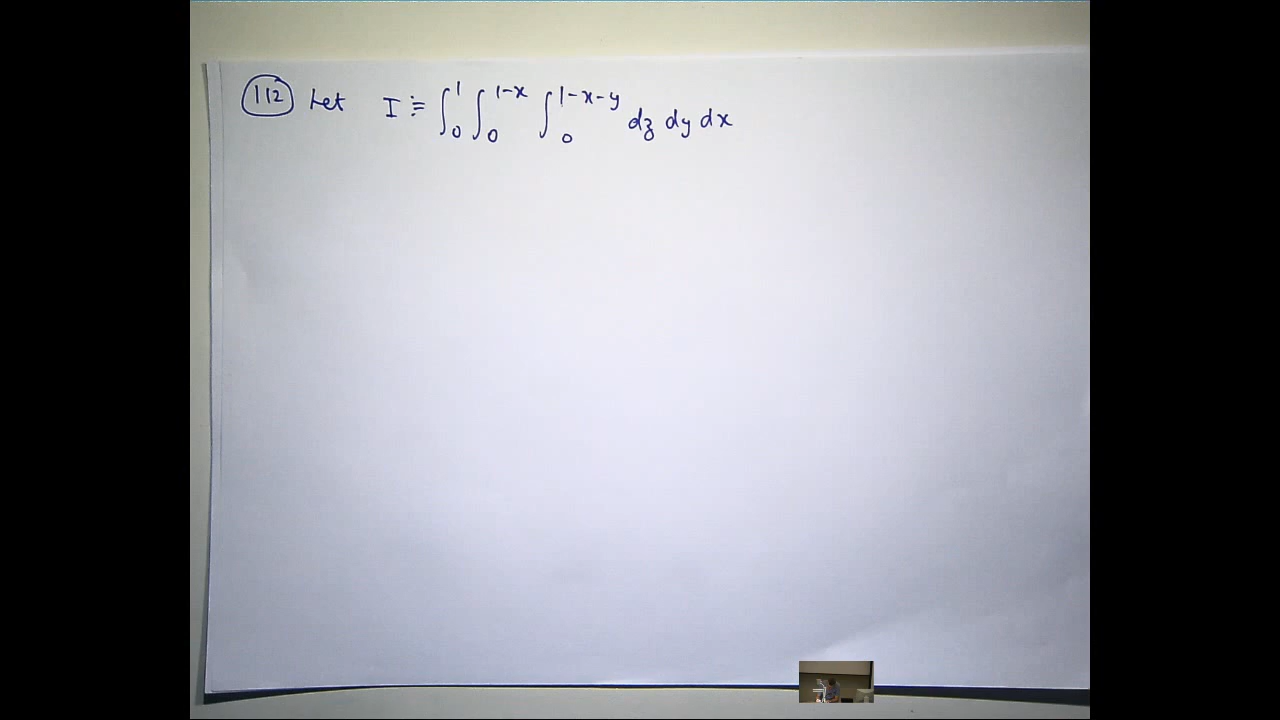 112 Let I ≡ ∫₀¹ ∫₀^{1-x} ∫₀^{1-x-y} dz dy dx